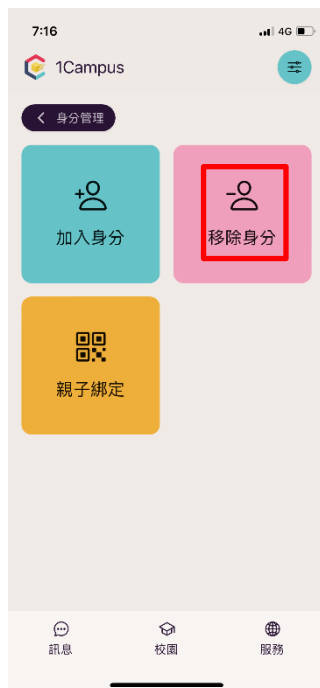 7:16
4G
1Campus
身分管理
加入身分
移除身分
親子綁定
訊息
校園
服務